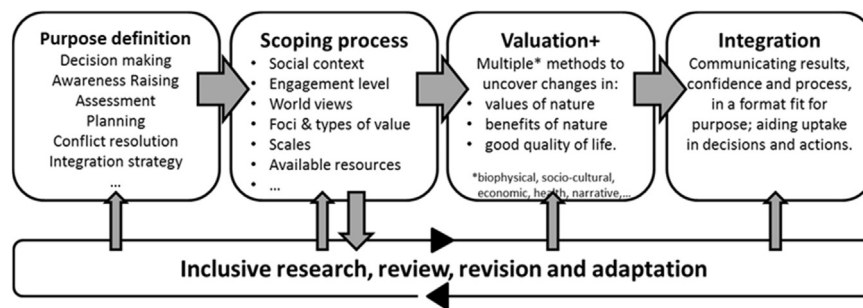 Purpose definition
Decision making
Awareness Raising
Assessment
Planning
Conflict resolution
Integration strategy
...
Scoping process
• Social context
• Engagement level
• World views
• Foci & types of value
• Scales
• Available resources
• ...
Valuation+
Multiple* methods to
uncover changes in:
• values of nature
• benefits of nature
• good quality of life.
*biophysical, socio-cultural,
economic, health, narrative,...
Integration
Communicating results,
confidence and process,
in a format fit for
purpose; aiding uptake
in decisions and actions.
Inclusive research, review, revision and adaptation